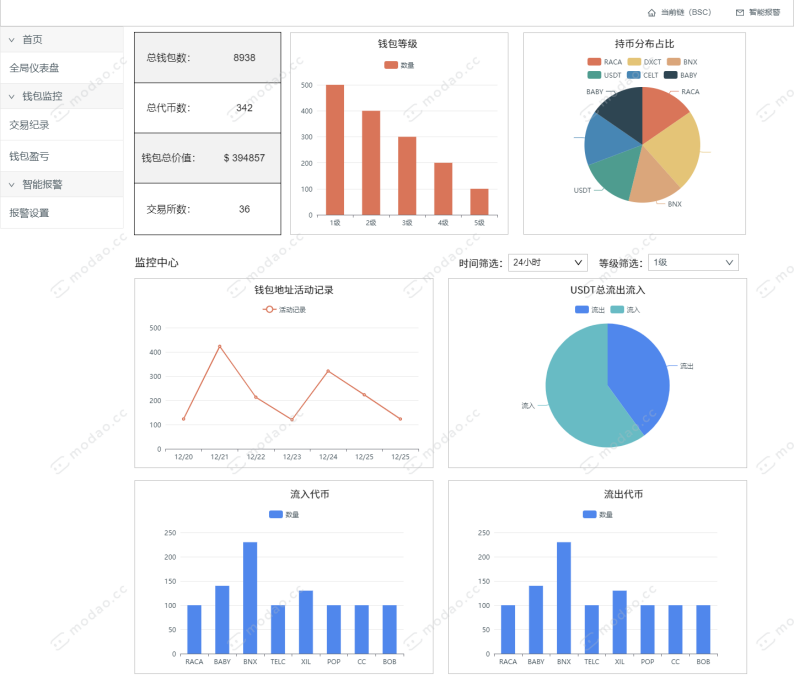 当前链（BSC）
智能报警
首页
全局仪表盘
钱包监控
交易纪录
钱包盈亏
智能报警
报警设置
总钱包数： 8938
总代币数： 342
钱包总价值： $ 394857
交易所数： 36
钱包等级
数量
500
400
300
200
100
0
1级 2级 3级 4级 5级
持币分布占比
RACA DXCT BNX
USDT CELT BABY
BABY RACA
USDT
BNX
监控中心
时间筛选： 24小时 等级筛选： 1级
钱包地址活动记录
活动记录
500
400
300
200
100
0
12/20 12/21 12/22 12/23 12/24 12/25 12/25
USDT总流出流入
流出 流入
流出
流入
流入代币
数量
250
200
150
100
50
0
RACA BABY BNX TELC XIL POP CC BOB
流出代币
数量
250
200
150
100
50
0
RACA BABY BNX TELC XIL POP CC BOB
modao.cc